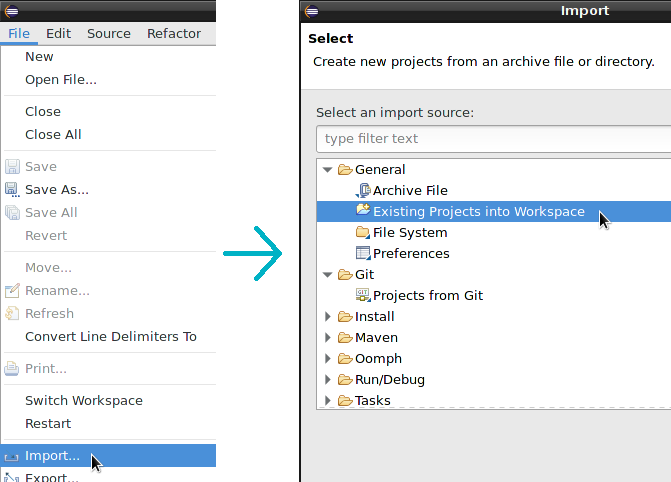 File Edit Source Refactor
New
Open File...
Close
Close All
Save
Save As...
Save All
Revert
Move...
Rename...
Refresh
Convert Line Delimiters To
Print...
Switch Workspace
Restart
Import...
Export...
Import
Select
Create new projects from an archive file or directory.
Select an import source:
type filter text
General
Archive File
Existing Projects into Workspace
File System
Preferences
Git
Projects from Git
Install
Maven
Oomph
Run/Debug
Tasks